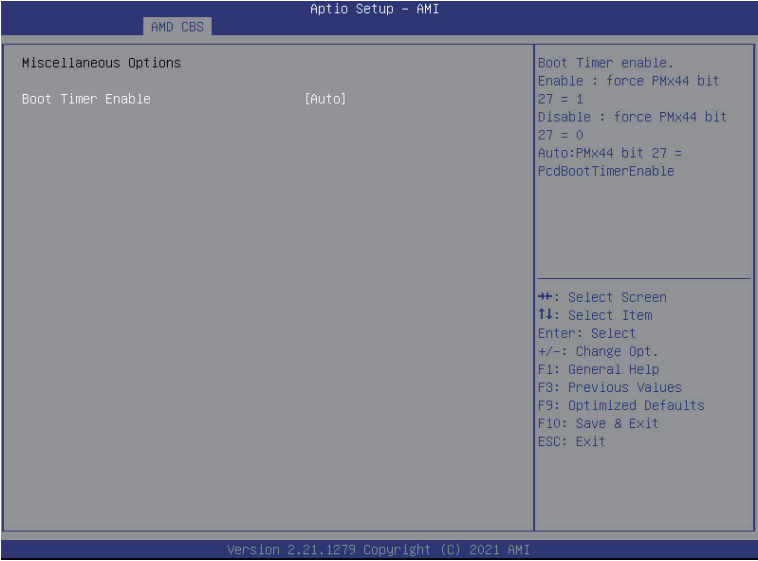 Aptio Setup – AMI
AMD CBS
Miscellaneous Options
Boot Timer Enable [Auto]
Boot Timer enable.
Enable : force PMx44 bit
27 = 1
Disable : force PMx44 bit
27 = 0
Auto:PMx44 bit 27 =
PcdBootTimerEnable
→←: Select Screen
↑↓: Select Item
Enter: Select
+/-: Change Opt.
F1: General Help
F3: Previous Values
F9: Optimized Defaults
F10: Save & Exit
ESC: Exit
Version 2.21.1279 Copyright (C) 2021 AMI